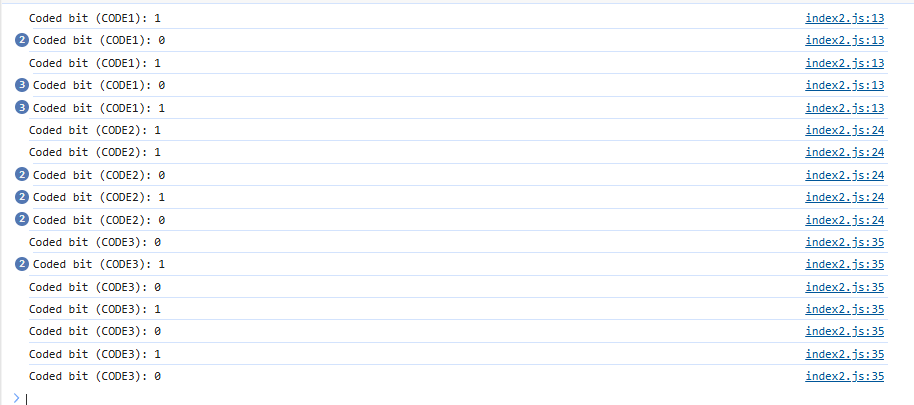 Coded bit (CODE1): 1 index2.js:13
2 Coded bit (CODE1): 0 index2.js:13
Coded bit (CODE1): 1 index2.js:13
3 Coded bit (CODE1): 0 index2.js:13
3 Coded bit (CODE1): 1 index2.js:13
Coded bit (CODE2): 1 index2.js:24
Coded bit (CODE2): 1 index2.js:24
2 Coded bit (CODE2): 0 index2.js:24
2 Coded bit (CODE2): 1 index2.js:24
2 Coded bit (CODE2): 0 index2.js:24
Coded bit (CODE3): 0 index2.js:35
2 Coded bit (CODE3): 1 index2.js:35
Coded bit (CODE3): 0 index2.js:35
Coded bit (CODE3): 1 index2.js:35
Coded bit (CODE3): 0 index2.js:35
Coded bit (CODE3): 1 index2.js:35
Coded bit (CODE3): 0 index2.js:35